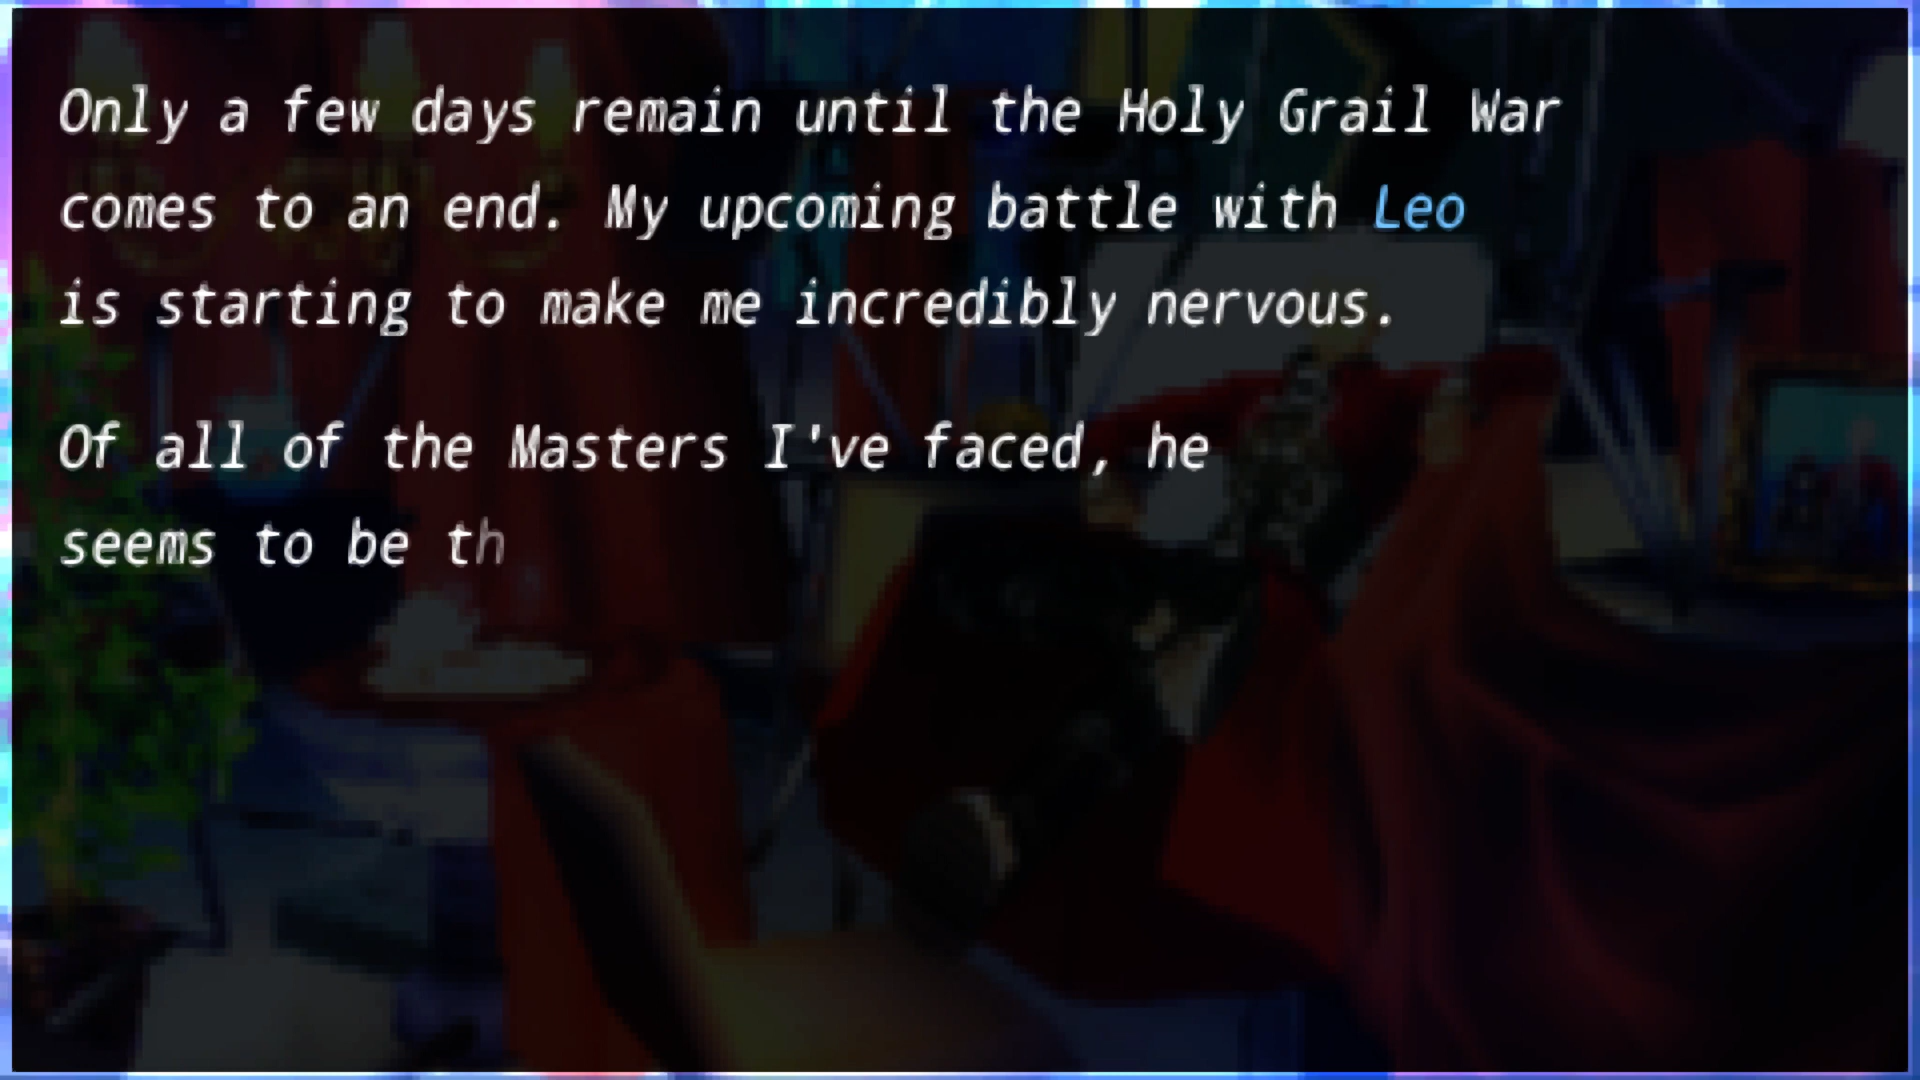 Only a few days remain until the Holy Grail War
comes to an end. My upcoming battle with Leo
is starting to make me incredibly nervous.
Of all of the Masters I've faced, he
seems to be th